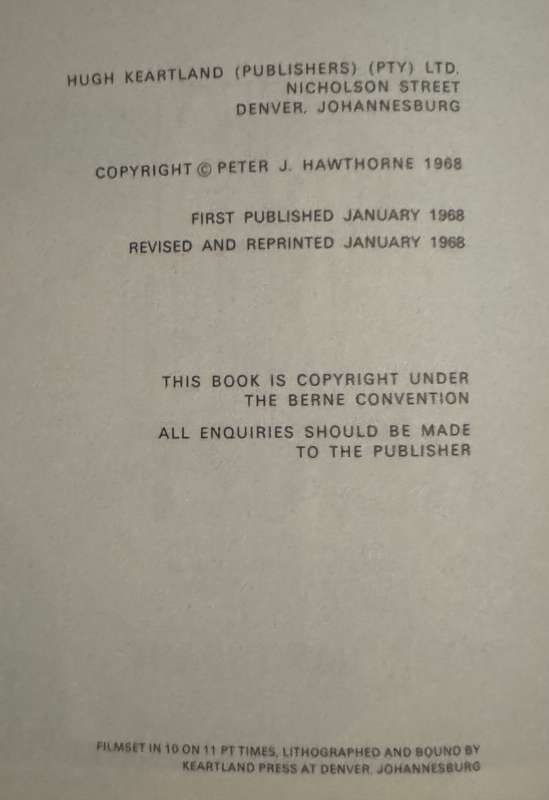 HUGH KEARTLAND (PUBLISHERS) (PTY) LTD.
NICHOLSON STREET
DENVER, JOHANNESBURG
COPYRIGHT © PETER J. HAWTHORNE 1968
FIRST PUBLISHED JANUARY 1968
REVISED AND REPRINTED JANUARY 1968
THIS BOOK IS COPYRIGHT UNDER
THE BERNE CONVENTION
ALL ENQUIRIES SHOULD BE MADE
TO THE PUBLISHER
FILMSET IN 10 ON 11 PT TIMES, LITHOGRAPHED AND BOUND BY
KEARTLAND PRESS AT DENVER, JOHANNESBURG